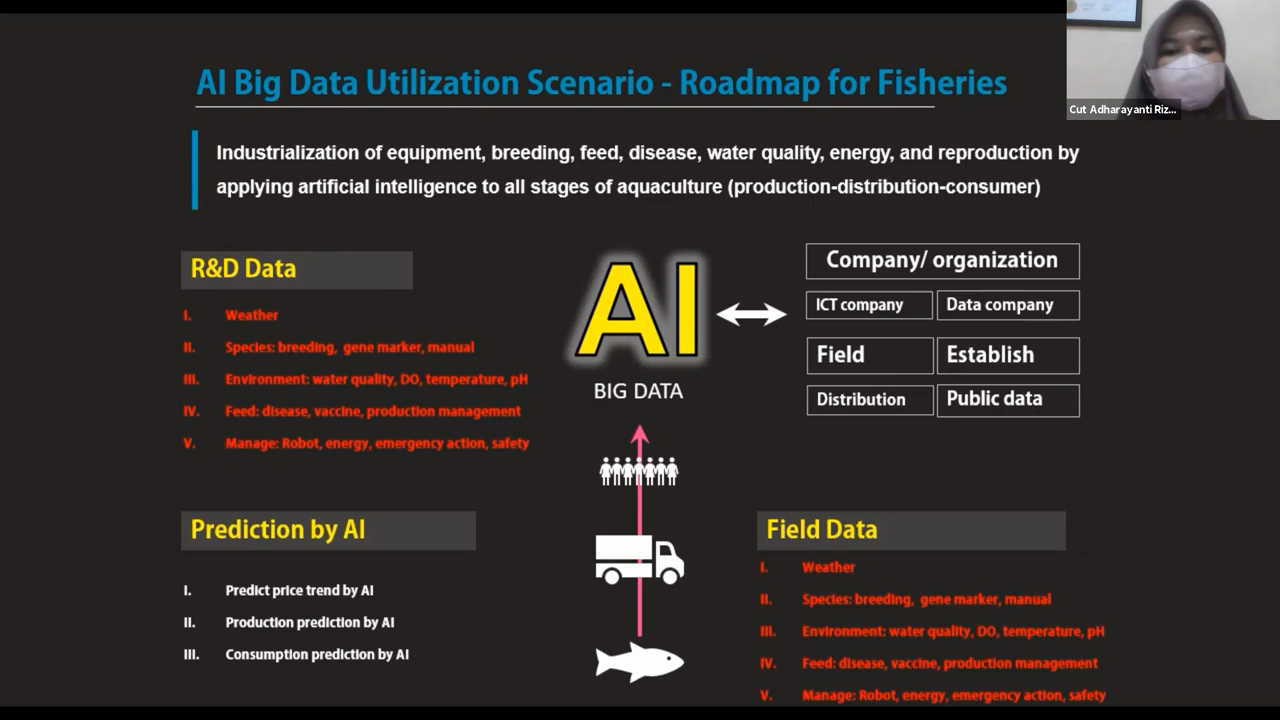 AI Big Data Utilization Scenario - Roadmap for Fisheries
Cut Adharayanti Riz...
Industrialization of equipment, breeding, feed, disease, water quality, energy, and reproduction by
applying artificial intelligence to all stages of aquaculture (production-distribution-consumer)
R&D Data
I. Weather
II. Species: breeding, gene marker, manual
III. Environment: water quality, DO, temperature, pH
IV. Feed: disease, vaccine, production management
V. Manage: Robot, energy, emergency action, safety
AI
BIG DATA
Company/ organization
ICT company
Data company
Field
Establish
Distribution
Public data
Prediction by AI
I. Predict price trend by AI
II. Production prediction by AI
III. Consumption prediction by AI
Field Data
I. Weather
II. Species: breeding, gene marker, manual
III. Environment: water quality, DO, temperature, pH
IV. Feed: disease, vaccine, production management
V. Manage: Robot, energy, emergency action, safety